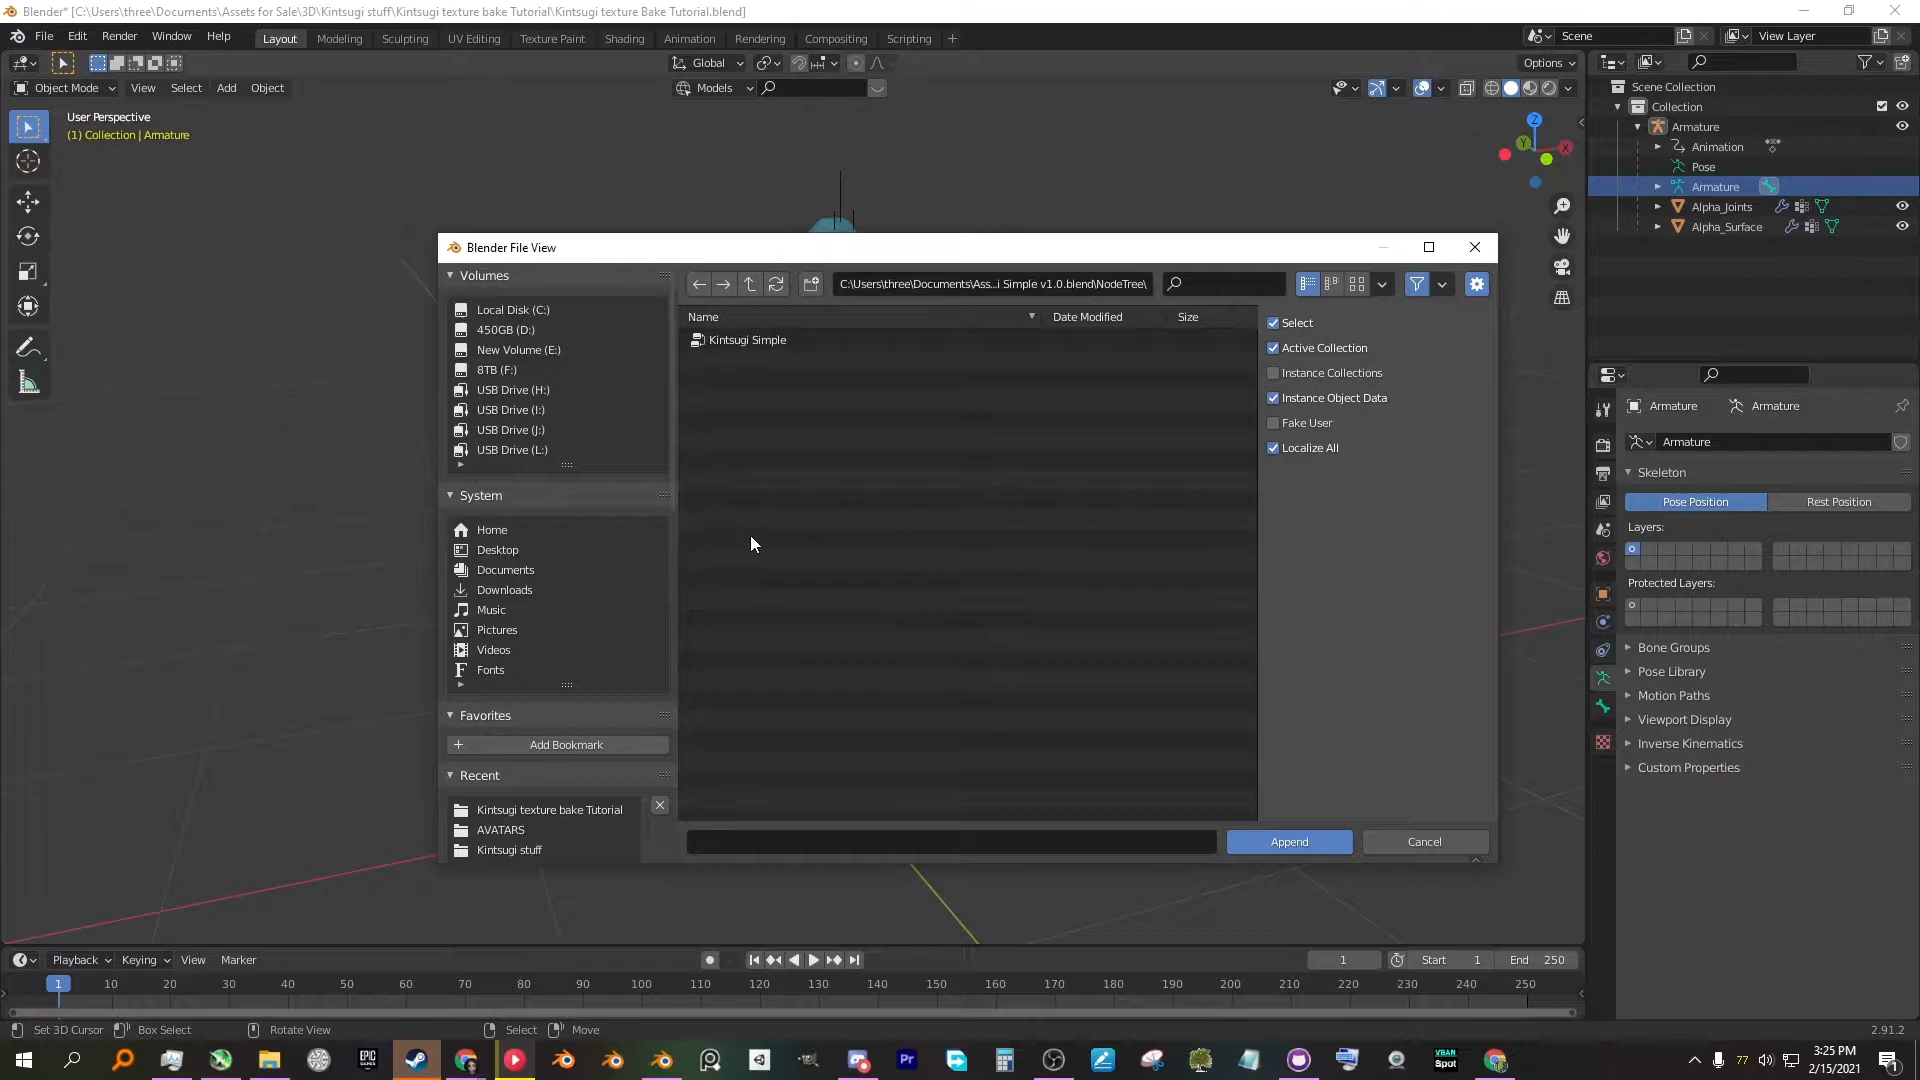 Blender* [C:\Users\three\Documents\Assets for Sale\3D\Kintsugi stuff\Kintsugi texture bake Tutorial\Kintsugi texture Bake Tutorial.blend]
File Edit Render Window Help Layout Modeling Sculpting UV Editing Texture Paint Shading Animation Rendering Compositing Scripting + Scene View Layer
Global Options
Object Mode View Select Add Object Models
User Perspective
(1) Collection | Armature
Z
Y
X
Scene Collection
Collection
Armature
Animation
Pose
Armature
Alpha_Joints
Alpha_Surface
Blender File View
Volumes
Local Disk (C:)
450GB (D:)
New Volume (E:)
8TB (F:)
USB Drive (H:)
USB Drive (I:)
USB Drive (J:)
USB Drive (L:)
System
Home
Desktop
Documents
Downloads
Music
Pictures
Videos
Fonts
Favorites
+ Add Bookmark
Recent
Kintsugi texture bake Tutorial
AVATARS
Kintsugi stuff
C:\Users\three\Documents\Ass...i Simple v1.0.blend\NodeTree\
Name Date Modified Size
Kintsugi Simple
Select
Active Collection
Instance Collections
Instance Object Data
Fake User
Localize All
Append Cancel
Armature Armature
Armature
Skeleton
Pose Position Rest Position
Layers:
Protected Layers:
Bone Groups
Pose Library
Motion Paths
Viewport Display
Inverse Kinematics
Custom Properties
Playback Keying View Marker 1 Start 1 End 250
1 10 20 30 40 50 60 70 80 90 100 110 120 130 140 150 160 170 180 190 200 210 220 230 240 250
Set 3D Cursor Box Select Rotate View Select Move 2.91.2
EPIC GAMES Pr VBAN Spot 77 3:25 PM
2/15/2021 1